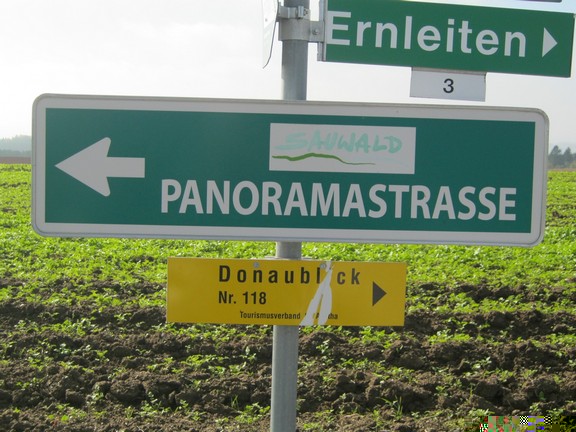 Ernleiten
3
SAUWALD
PANORAMASTRASSE
Donaublick
Nr. 118
Tourismusverband